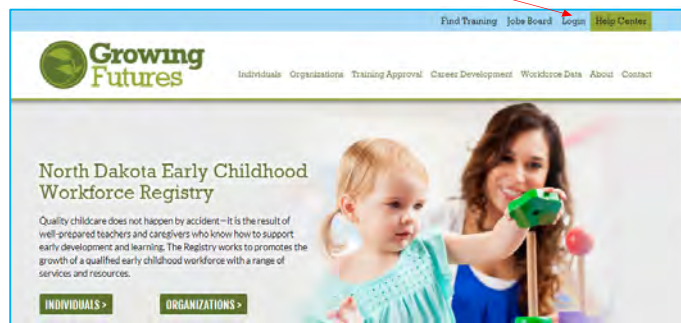 Find Training Jobs Board Login Help Center
Growing
Futures
Individuals Organizations Training Approval Career Development Workforce Data About Contact
North Dakota Early Childhood
Workforce Registry
Quality childcare does not happen by accident—it is the result of
well-prepared teachers and caregivers who know how to support
early development and learning. The Registry works to promotes the
growth of a qualified early childhood workforce with a range of
services and resources.
INDIVIDUALS > ORGANIZATIONS >